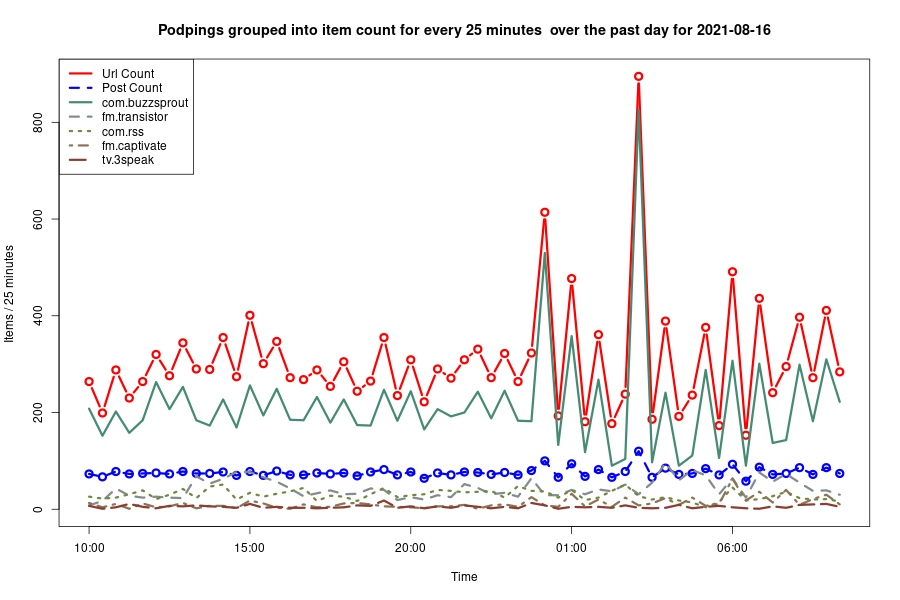 Podpings grouped into item count for every 25 minutes  over the past day for 2021-08-16
Url Count
Post Count
com.buzzsprout
fm.transistor
com.rss
fm.captivate
tv.3speak
Items / 25 minutes
800
600
400
200
0
10:00
15:00
20:00
01:00
06:00
Time